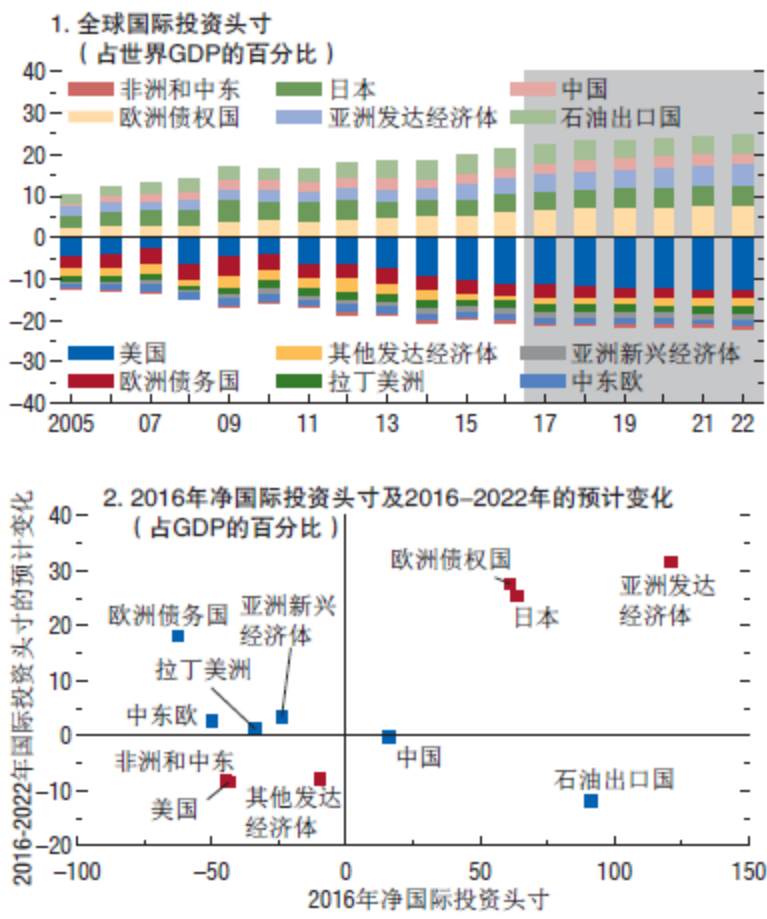 1. 全球国际投资头寸
（占世界GDP的百分比）
40
30
20
10
0
–10
–20
–30
–40
非洲和中东
日本
中国
欧洲债权国
亚洲发达经济体
石油出口国
美国
其他发达经济体
亚洲新兴经济体
欧洲债务国
拉丁美洲
中东欧
2005 07 09 11 13 15 17 19 21 22
2. 2016年净国际投资头寸及2016–2022年的预计变化
（占GDP的百分比）
2016-2022年国际投资头寸的预计变化
40
30
20
10
0
–10
–20
欧洲债权国
日本
亚洲发达
经济体
欧洲债务国
亚洲新兴
经济体
拉丁美洲
中东欧
非洲和中东
美国
其他发达
经济体
中国
石油出口国
–100 –50 0 50 100 150
2016年净国际投资头寸